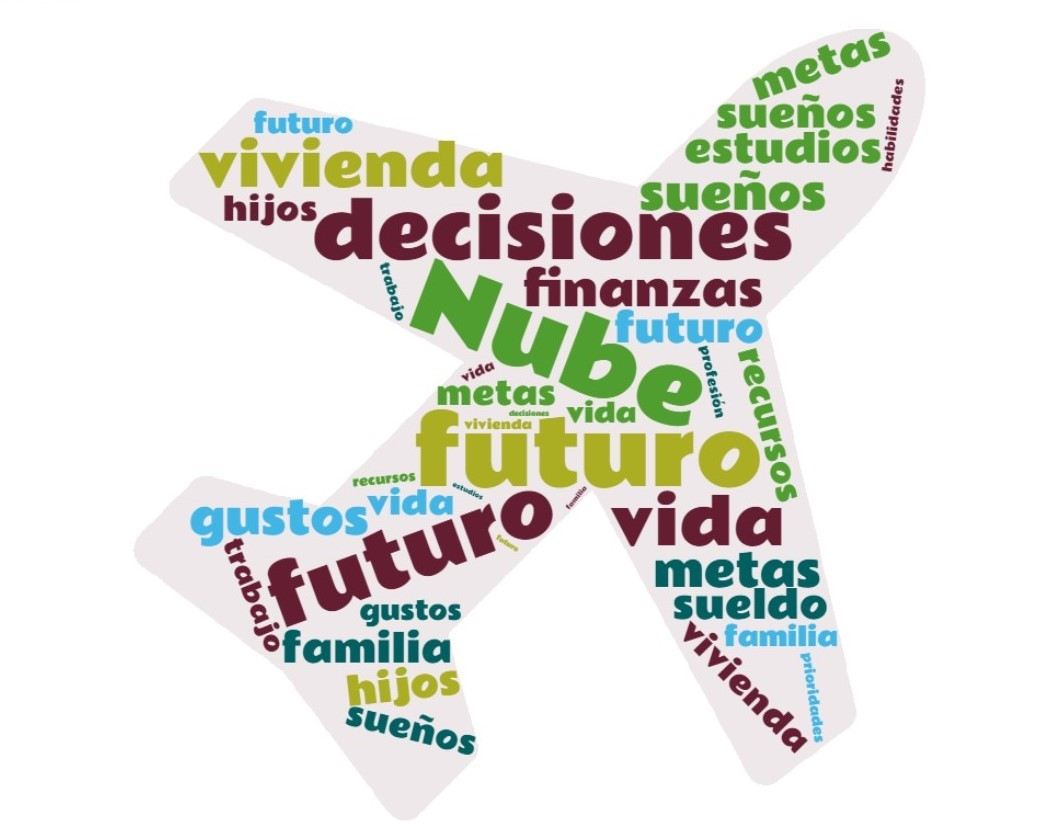 metas
sueños
habilidades
futuro
estudios
vivienda
sueños
hijos
decisiones
trabajo
finanzas
Nube
futuro
profesión
recursos
vida
metas
decisiones
vida
vivienda
futuro
recursos
estudios
familia
vida
gustos
futuro
futuro
vida
trabajo
metas
gustos
sueldo
familia
vivienda
familia
hijos
prioridades
sueños